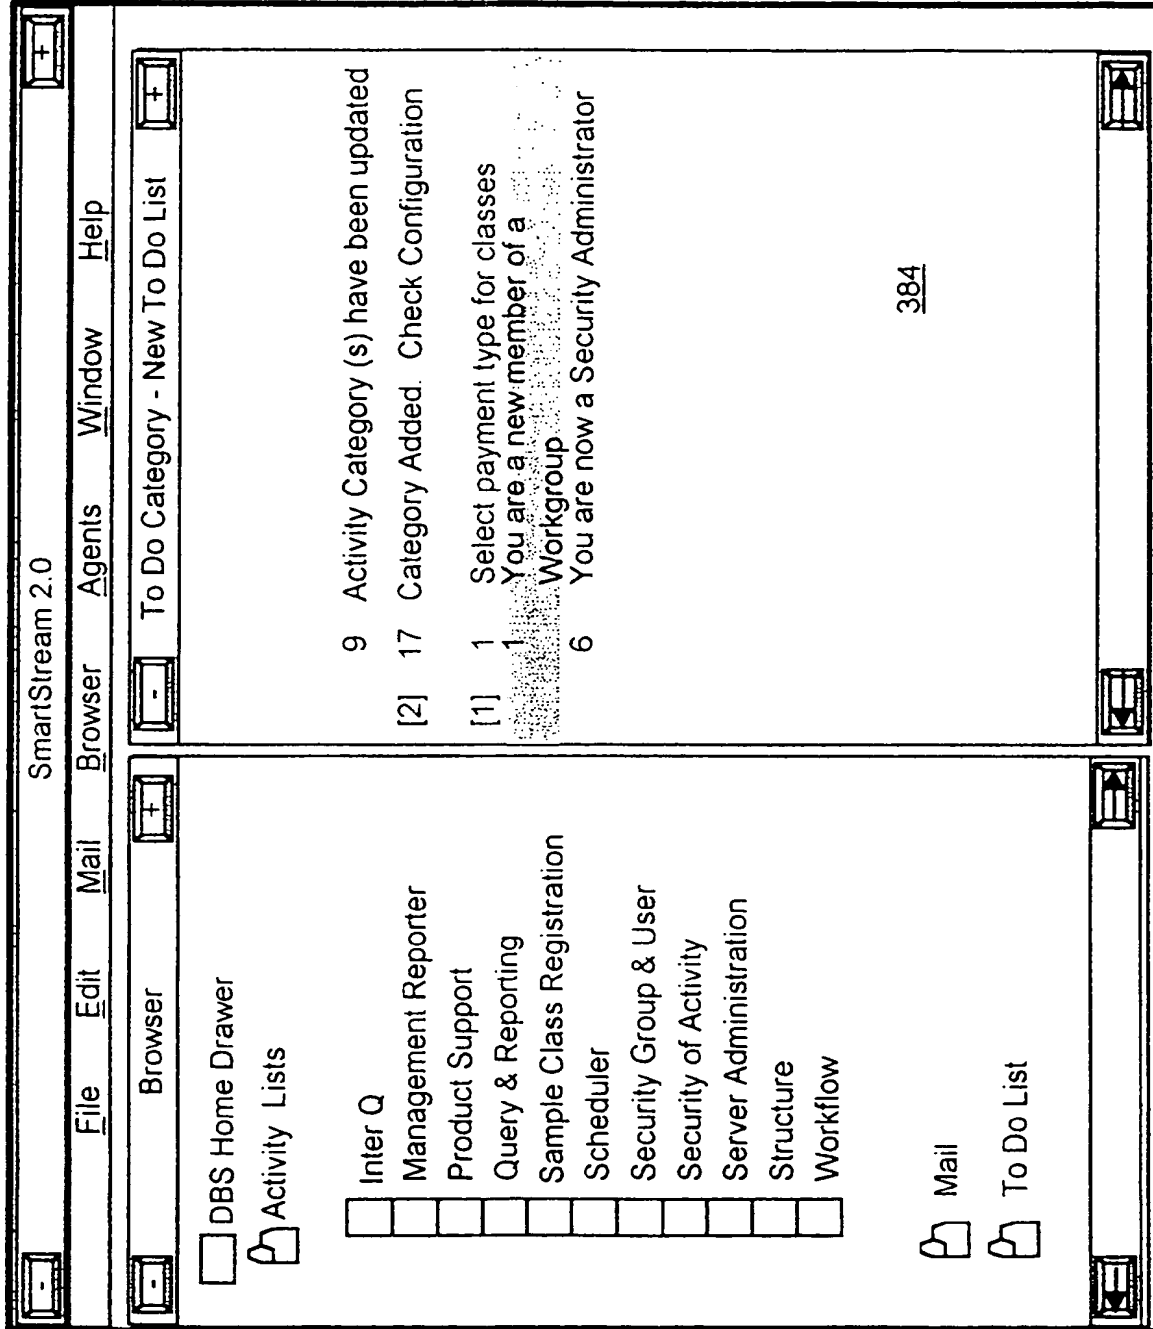 SmartStream 2.0
File Edit Mail Browser Agents Window Help
Browser
DBS Home Drawer
Activity Lists
Inter Q
Management Reporter
Product Support
Query & Reporting
Sample Class Registration
Scheduler
Security Group & User
Security of Activity
Server Administration
Structure
Workflow
Mail
To Do List
To Do Category - New To Do List
9 Activity Category (s) have been updated
[2] 17 Category Added. Check Configuration
[1] 1 Select payment type for classes
1 You are a new member of a
Workgroup
6 You are now a Security Administrator
384